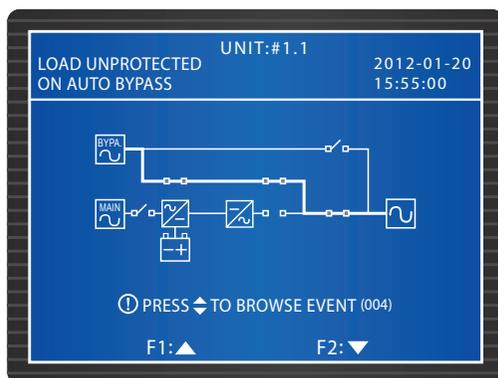 UNIT:#1.1
LOAD UNPROTECTED
ON AUTO BYPASS
2012-01-20
15:55:00
BYPA.
MAIN
PRESS TO BROWSE EVENT (004)
F1: F2: